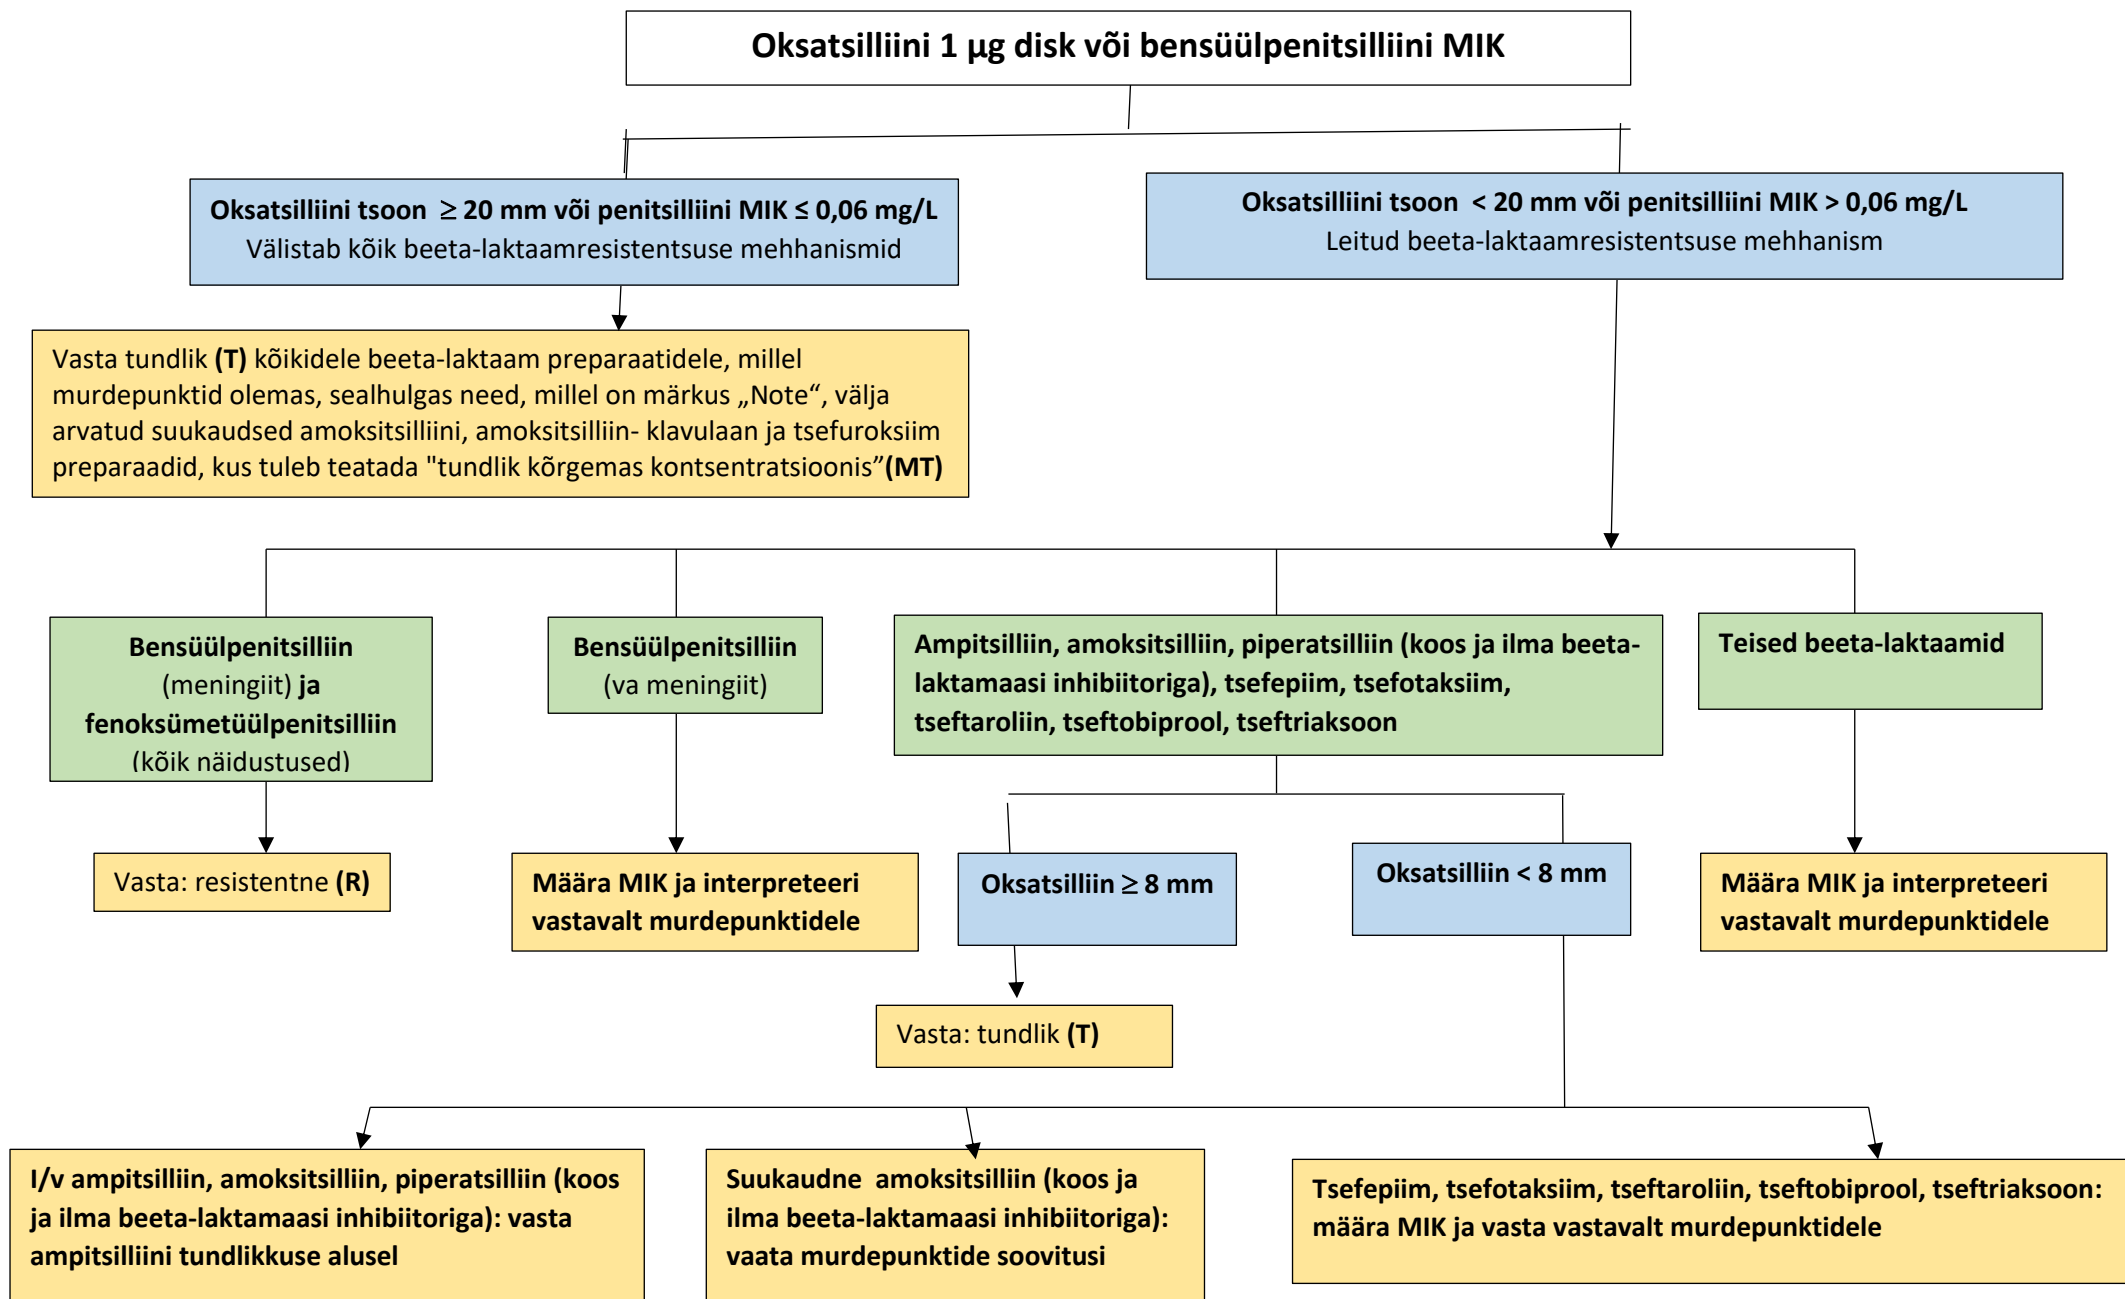 Oksatsilliini 1 µg disk või bensüülpenitsilliini MIK
Oksatsilliini tsoon ≥ 20 mm või penitsilliini MIK ≤ 0,06 mg/L
Välistab kõik beeta-laktaamresistentsuse mehhanismid
Oksatsilliini tsoon < 20 mm või penitsilliini MIK > 0,06 mg/L
Leitud beeta-laktaamresistentsuse mehhanism
Vasta tundlik (T) kõikidele beeta-laktaam preparaatidele, millel
murdepunktid olemas, sealhulgas need, millel on märkus „Note“, välja
arvatud suukaudsed amoksitsilliini, amoksitsilliin- klavulaan ja tsefuroksiim
preparaadid, kus tuleb teatada "tundlik kõrgemas kontsentratsioonis”(MT)
Bensüülpenitsilliin
(meningiit) ja
fenoksümetüülpenitsilliin
(kõik näidustused)
Bensüülpenitsilliin
(va meningiit)
Ampitsilliin, amoksitsilliin, piperatsilliin (koos ja ilma beeta-
laktamaasi inhibiitoriga), tsefepiim, tsefotaksiim,
tseftaroliin, tseftobiprool, tseftriaksoon
Teised beeta-laktaamid
Vasta: resistentne (R)
Määra MIK ja interpreteeri
vastavalt murdepunktidele
Oksatsilliin ≥ 8 mm
Oksatsilliin < 8 mm
Määra MIK ja interpreteeri
vastavalt murdepunktidele
Vasta: tundlik (T)
I/v ampitsilliin, amoksitsilliin, piperatsilliin (koos
ja ilma beeta-laktamaasi inhibiitoriga): vasta
ampitsilliini tundlikkuse alusel
Suukaudne amoksitsilliin (koos ja
ilma beeta-laktamaasi inhibiitoriga):
vaata murdepunktide soovitusi
Tsefepiim, tsefotaksiim, tseftaroliin, tseftobiprool, tseftriaksoon:
määra MIK ja vasta vastavalt murdepunktidele